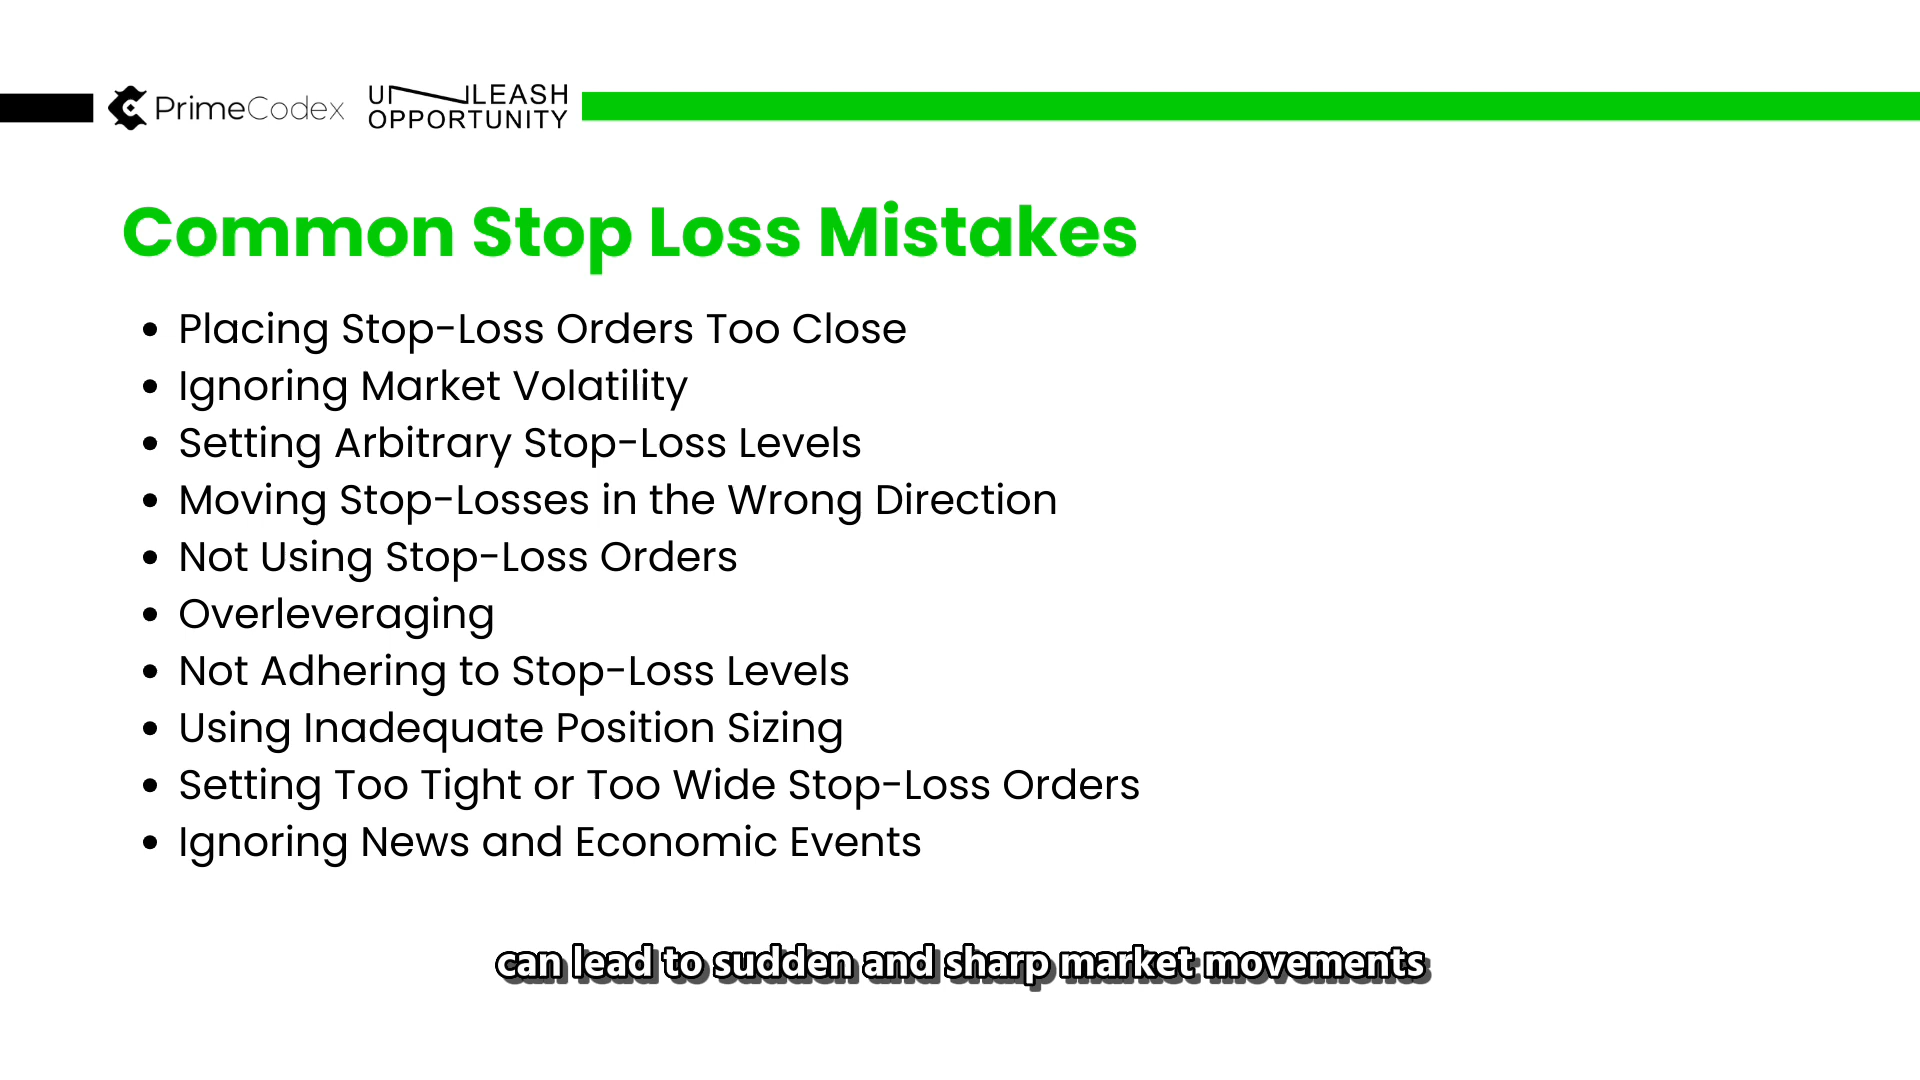 PrimeCodex
UNLEASH
OPPORTUNITY
Common Stop Loss Mistakes
• Placing Stop-Loss Orders Too Close
• Ignoring Market Volatility
• Setting Arbitrary Stop-Loss Levels
• Moving Stop-Losses in the Wrong Direction
• Not Using Stop-Loss Orders
• Overleveraging
• Not Adhering to Stop-Loss Levels
• Using Inadequate Position Sizing
• Setting Too Tight or Too Wide Stop-Loss Orders
• Ignoring News and Economic Events
can lead to sudden and sharp market movements